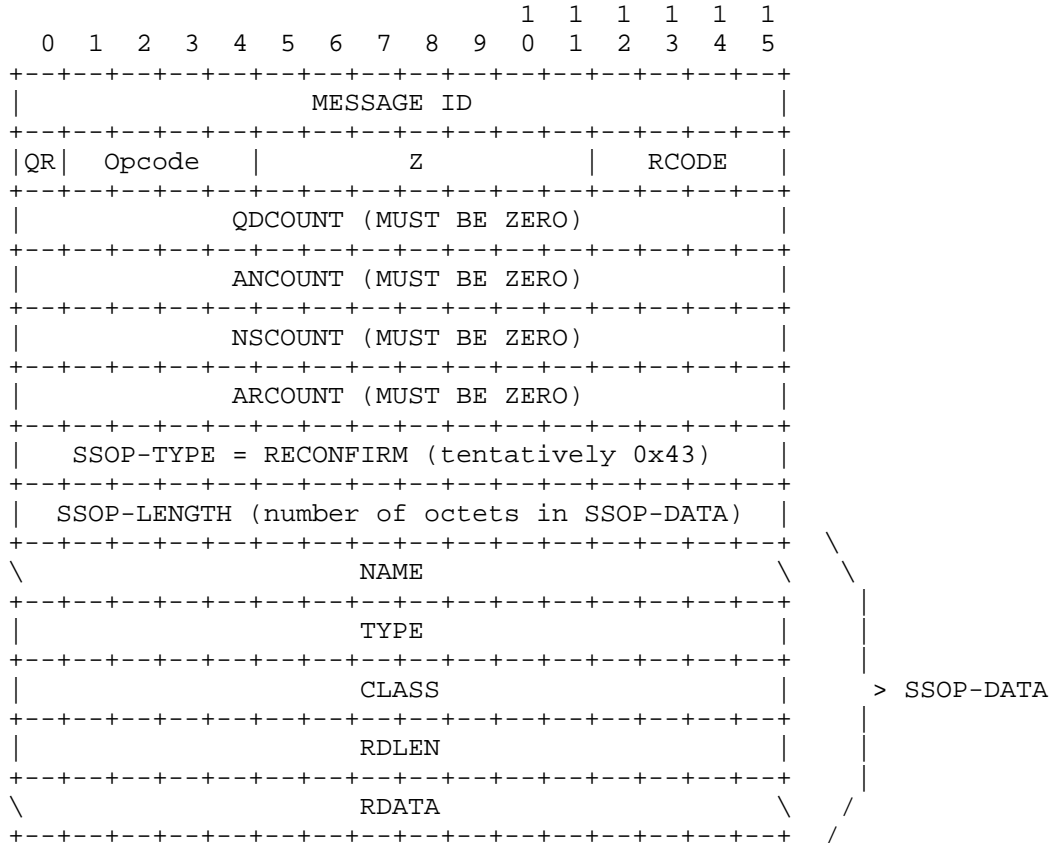 1 1 1 1 1 1
0 1 2 3 4 5 6 7 8 9 0 1 2 3 4 5
+--+--+--+--+--+--+--+--+--+--+--+--+--+--+--+--+
| MESSAGE ID |
+--+--+--+--+--+--+--+--+--+--+--+--+--+--+--+--+
|QR| Opcode | Z | RCODE |
+--+--+--+--+--+--+--+--+--+--+--+--+--+--+--+--+
| QDCOUNT (MUST BE ZERO) |
+--+--+--+--+--+--+--+--+--+--+--+--+--+--+--+--+
| ANCOUNT (MUST BE ZERO) |
+--+--+--+--+--+--+--+--+--+--+--+--+--+--+--+--+
| NSCOUNT (MUST BE ZERO) |
+--+--+--+--+--+--+--+--+--+--+--+--+--+--+--+--+
| ARCOUNT (MUST BE ZERO) |
+--+--+--+--+--+--+--+--+--+--+--+--+--+--+--+--+
| SSOP-TYPE = RECONFIRM (tentatively 0x43) |
+--+--+--+--+--+--+--+--+--+--+--+--+--+--+--+--+
| SSOP-LENGTH (number of octets in SSOP-DATA) |
+--+--+--+--+--+--+--+--+--+--+--+--+--+--+--+--+ \
\ NAME \ \
+--+--+--+--+--+--+--+--+--+--+--+--+--+--+--+--+ |
| TYPE | |
+--+--+--+--+--+--+--+--+--+--+--+--+--+--+--+--+ |
| CLASS | > SSOP-DATA
+--+--+--+--+--+--+--+--+--+--+--+--+--+--+--+--+ |
| RDLEN | |
+--+--+--+--+--+--+--+--+--+--+--+--+--+--+--+--+ |
\ RDATA \ /
+--+--+--+--+--+--+--+--+--+--+--+--+--+--+--+--+ /